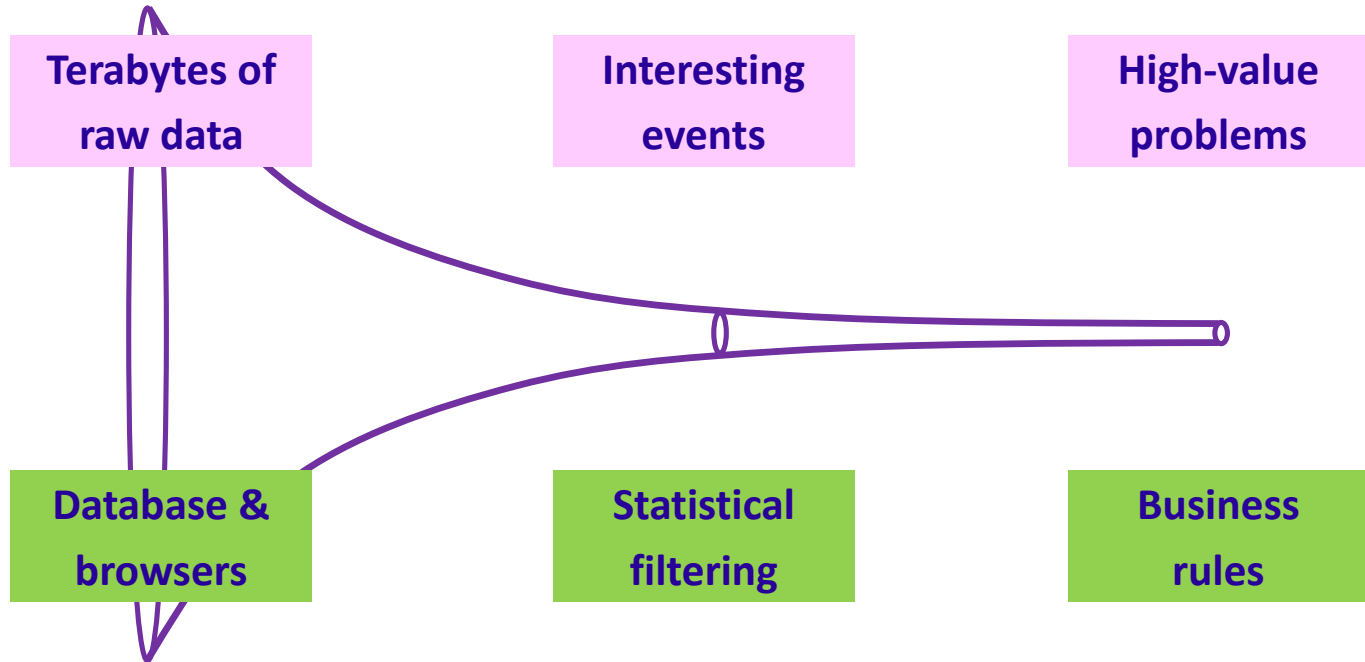 Terabytes of
raw data
Interesting
events
High-value
problems
Database &
browsers
Statistical
filtering
Business
rules